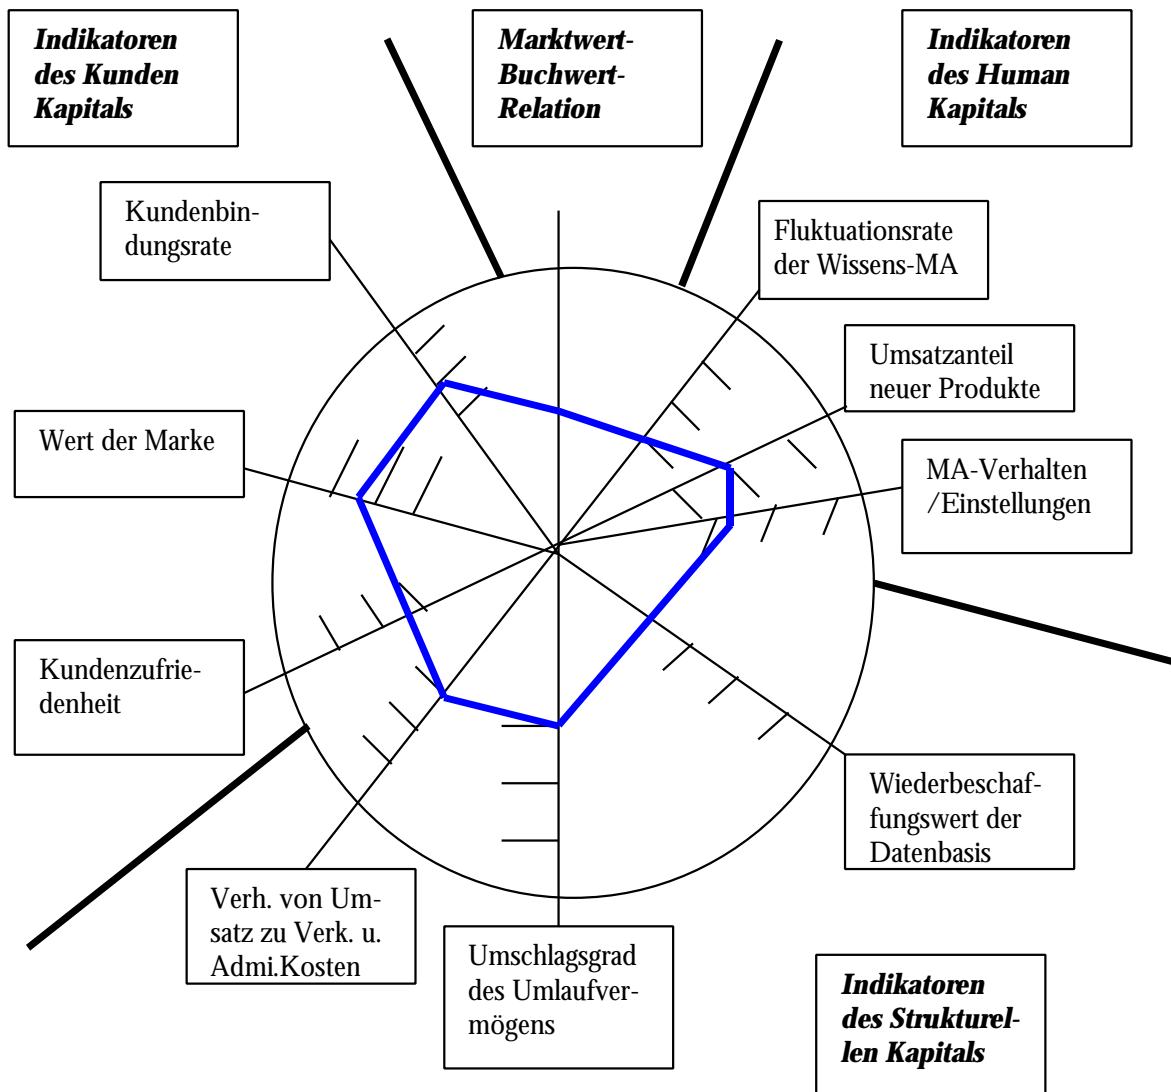 Indikatoren
des Kunden
Kapitals
Marktwert-
Buchwert-
Relation
Indikatoren
des Human
Kapitals
Kundenbin-
dungsrate
Fluktuationsrate
der Wissens-MA
Umsatzanteil
neuer Produkte
Wert der Marke
MA-Verhalten
/Einstellungen
Kundenzufrie-
denheit
Wiederbeschaf-
fungswert der
Datenbasis
Verh. von Um-
satz zu Verk. u.
Admi.Kosten
Umschlagsgrad
des Umlaufver-
mögens
Indikatoren
des Strukturel-
len Kapitals